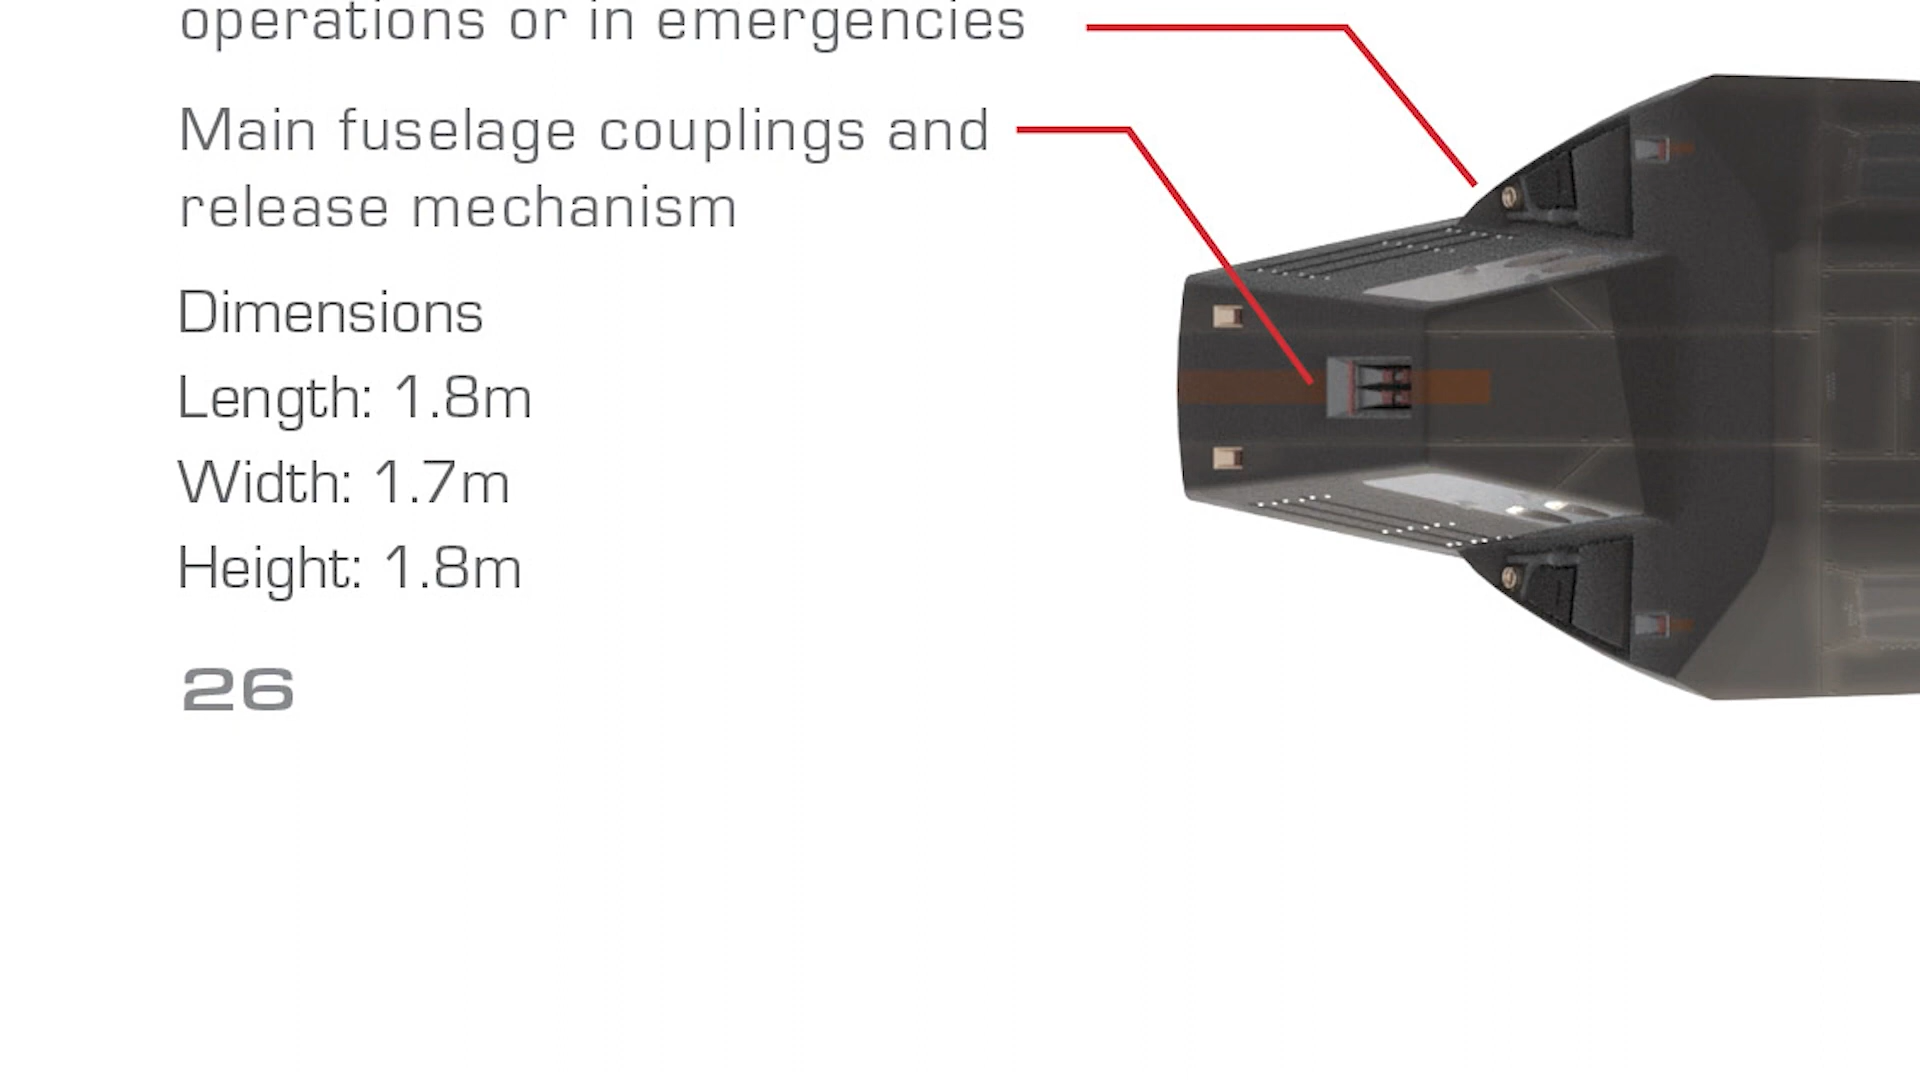 operations or in emergencies
Main fuselage couplings and
release mechanism
Dimensions
Length: 1.8m
Width: 1.7m
Height: 1.8m
26